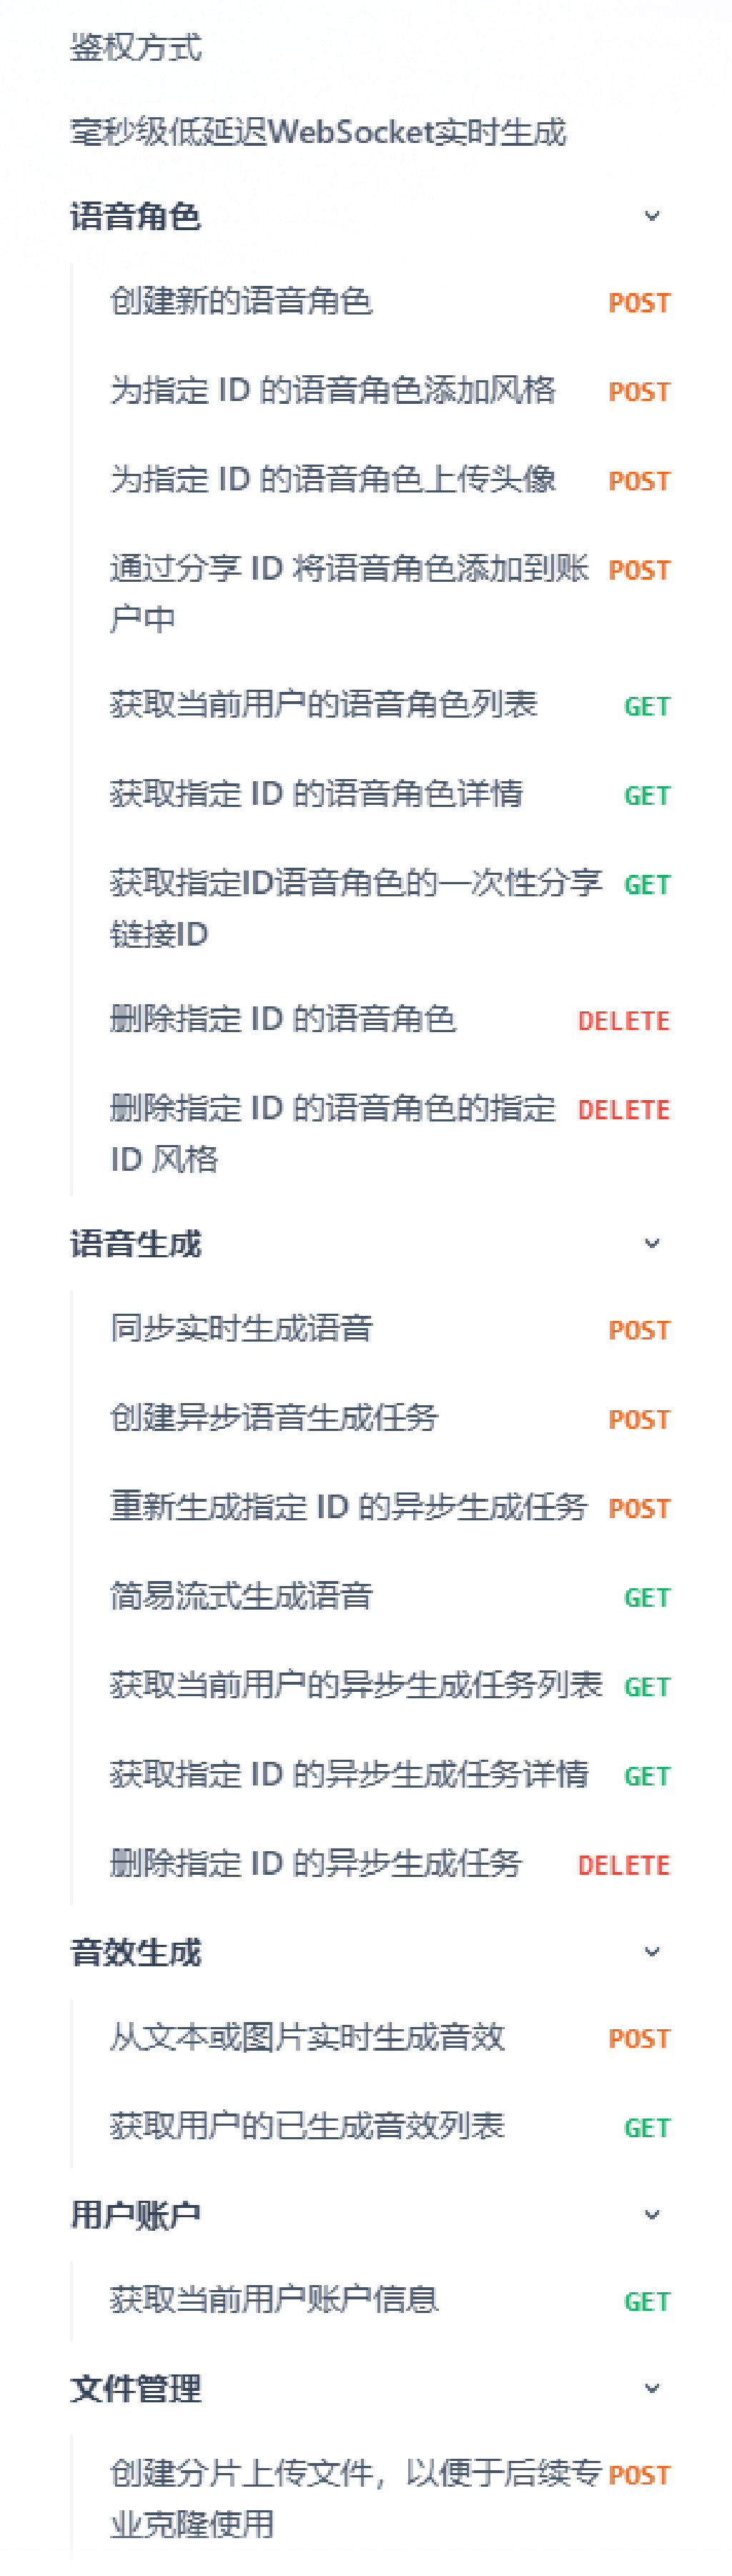 鉴权方式
毫秒级低延迟WebSocket实时生成
语音角色
创建新的语音角色 POST
为指定 ID 的语音角色添加风格 POST
为指定 ID 的语音角色上传头像 POST
通过分享 ID 将语音角色添加到账 POST
户中
获取当前用户的语音角色列表 GET
获取指定 ID 的语音角色详情 GET
获取指定ID语音角色的一次性分享 GET
链接ID
删除指定 ID 的语音角色 DELETE
删除指定 ID 的语音角色的指定 DELETE
ID 风格
语音生成
同步实时生成语音 POST
创建异步语音生成任务 POST
重新生成指定 ID 的异步生成任务 POST
简易流式生成语音 GET
获取当前用户的异步生成任务列表 GET
获取指定 ID 的异步生成任务详情 GET
删除指定 ID 的异步生成任务 DELETE
音效生成
从文本或图片实时生成音效 POST
获取用户的已生成音效列表 GET
用户账户
获取当前用户账户信息 GET
文件管理
创建分片上传文件，以便于后续专 POST
业克隆使用